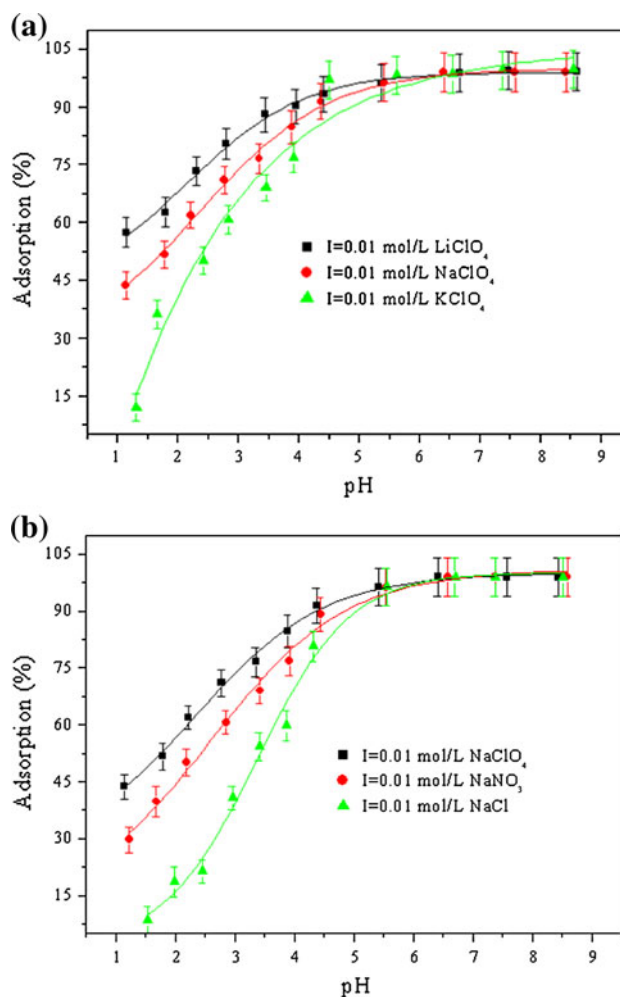 (a)
105
90
75
60
45
30
15
Adsorption (%)
I=0.01 mol/L LiClO₄
I=0.01 mol/L NaClO₄
I=0.01 mol/L KClO₄
1 2 3 4 5 6 7 8 9
pH
(b)
105
90
75
60
45
30
15
Adsorption (%)
I=0.01 mol/L NaClO₄
I=0.01 mol/L NaNO₃
I=0.01 mol/L NaCl
1 2 3 4 5 6 7 8 9
pH